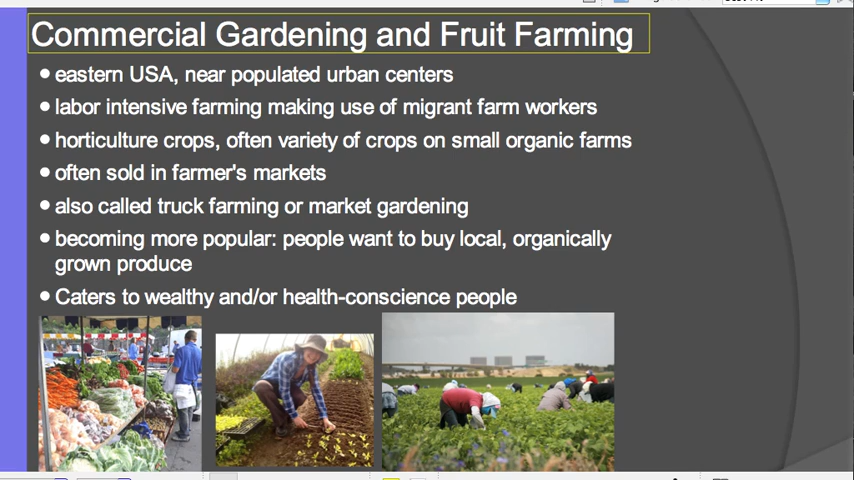 Commercial Gardening and Fruit Farming
• eastern USA, near populated urban centers
• labor intensive farming making use of migrant farm workers
• horticulture crops, often variety of crops on small organic farms
• often sold in farmer's markets
• also called truck farming or market gardening
• becoming more popular: people want to buy local, organically
grown produce
• Caters to wealthy and/or health-conscience people